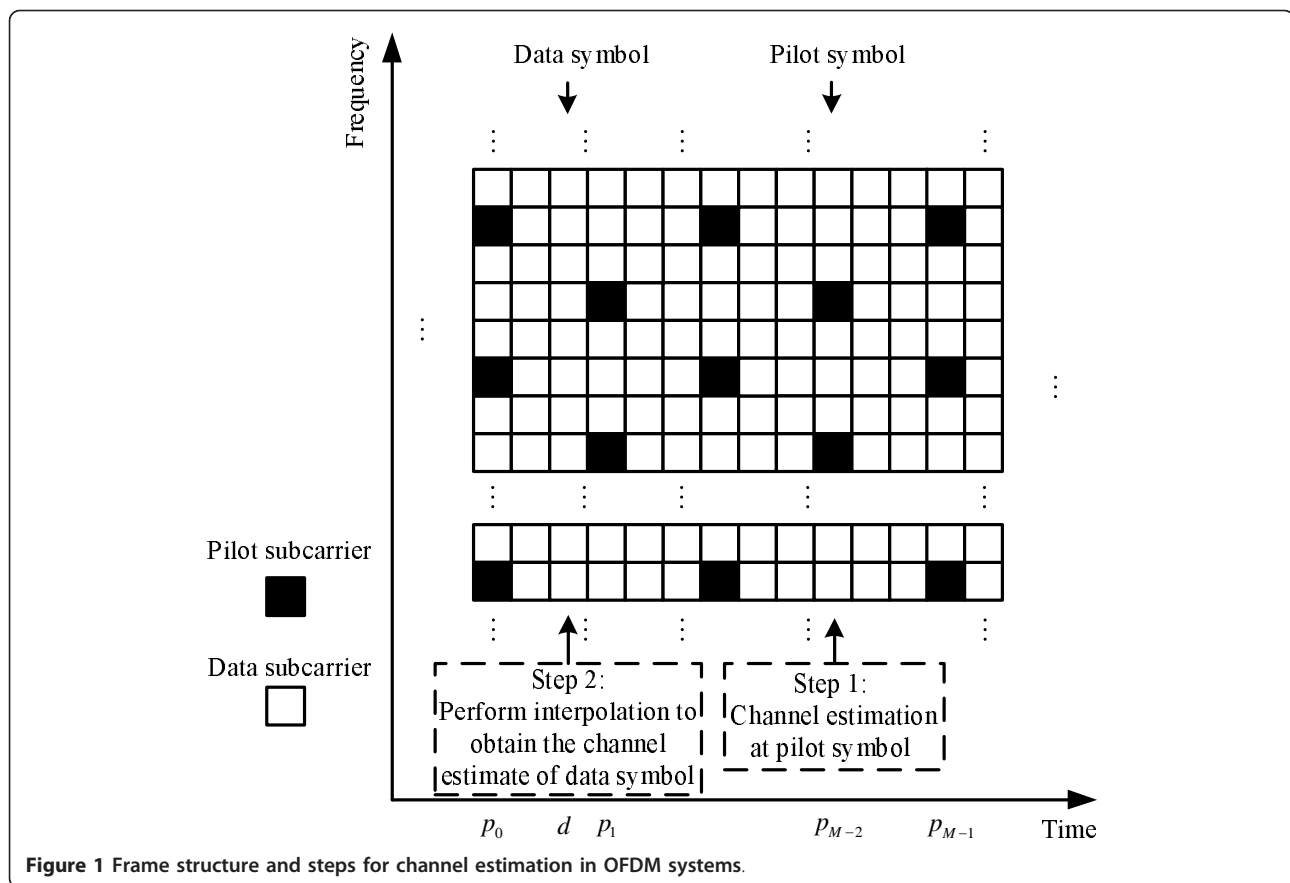 Frequency
Data symbol
Pilot symbol
Pilot subcarrier
Data subcarrier
Step 2:
Perform interpolation to
obtain the channel
estimate of data symbol
Step 1:
Channel estimation
at pilot symbol
p₀ d p₁ p_{M-2} p_{M-1} Time
Figure 1 Frame structure and steps for channel estimation in OFDM systems.